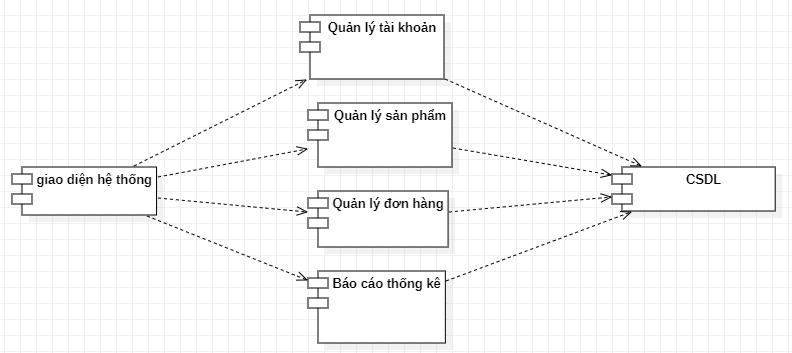 Quản lý tài khoản
Quản lý sản phẩm
giao diện hệ thống
CSDL
Quản lý đơn hàng
Báo cáo thống kê